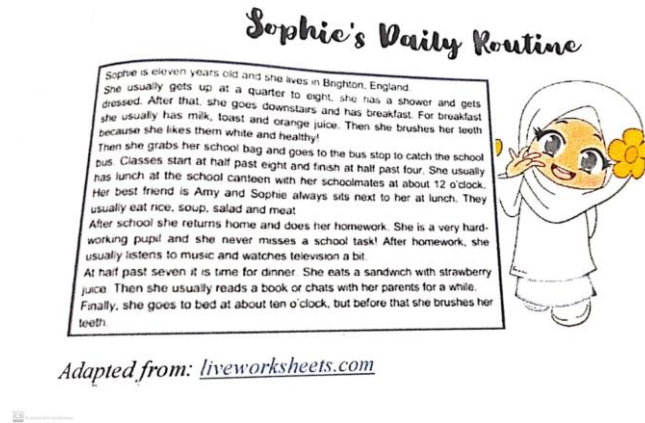 Sophie's Daily Routine
Sophie is eleven years old and she lives in Brighton, England.
She usually gets up at a quarter to eight, she has a shower and gets
dressed. After that, she goes downstairs and has breakfast. For breakfast
she usually has milk, toast and orange juice. Then she brushes her teeth
because she likes them white and healthy!
Then she grabs her school bag and goes to the bus stop to catch the school
bus. Classes start at half past eight and finish at half past four. She usually
has lunch at the school canteen with her schoolmates at about 12 o'clock.
Her best friend is Amy and Sophie always sits next to her at lunch. They
usually eat rice, soup, salad and meat
After school she returns home and does her homework. She is a very hard-
working pupil and she never misses a school task! After homework, she
usually listens to music and watches television a bit.
At half past seven it is time for dinner. She eats a sandwich with strawberry
juice. Then she usually reads a book or chats with her parents for a while.
Finally, she goes to bed at about ten o'clock, but before that she brushes her
teeth.
Adapted from: liveworksheets.com